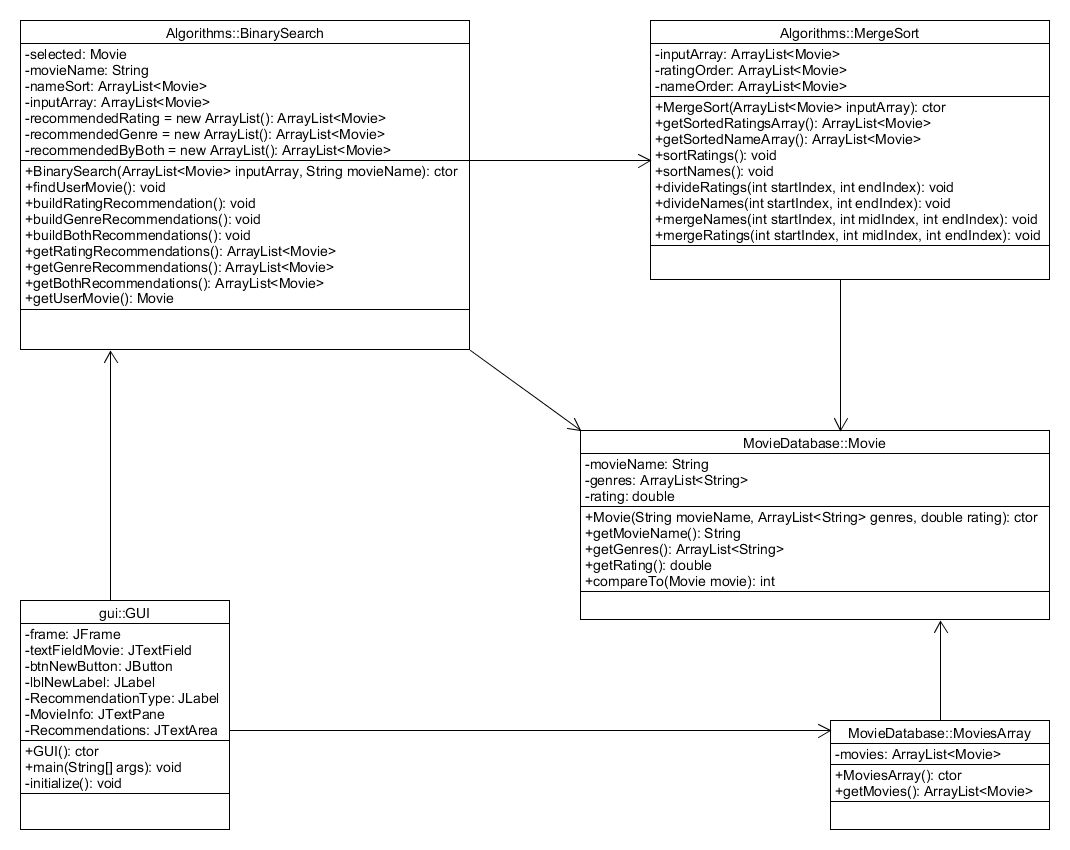 Algorithms::BinarySearch
-selected: Movie
-movieName: String
-nameSort: ArrayList<Movie>
-inputArray: ArrayList<Movie>
-recommendedRating = new ArrayList(): ArrayList<Movie>
-recommendedGenre = new ArrayList(): ArrayList<Movie>
-recommendedByBoth = new ArrayList(): ArrayList<Movie>
+BinarySearch(ArrayList<Movie> inputArray, String movieName): ctor
+findUserMovie(): void
+buildRatingRecommendation(): void
+buildGenreRecommendations(): void
+buildBothRecommendations(): void
+getRatingRecommendations(): ArrayList<Movie>
+getGenreRecommendations(): ArrayList<Movie>
+getBothRecommendations(): ArrayList<Movie>
+getUserMovie(): Movie
Algorithms::MergeSort
-inputArray: ArrayList<Movie>
-ratingOrder: ArrayList<Movie>
-nameOrder: ArrayList<Movie>
+MergeSort(ArrayList<Movie> inputArray): ctor
+getSortedRatingsArray(): ArrayList<Movie>
+getSortedNameArray(): ArrayList<Movie>
+sortRatings(): void
+sortNames(): void
+divideRatings(int startIndex, int endIndex): void
+divideNames(int startIndex, int endIndex): void
+mergeNames(int startIndex, int midIndex, int endIndex): void
+mergeRatings(int startIndex, int midIndex, int endIndex): void
MovieDatabase::Movie
-movieName: String
-genres: ArrayList<String>
-rating: double
+Movie(String movieName, ArrayList<String> genres, double rating): ctor
+getMovieName(): String
+getGenres(): ArrayList<String>
+getRating(): double
+compareTo(Movie movie): int
gui::GUI
-frame: JFrame
-textFieldMovie: JTextField
-btnNewButton: JButton
-lblNewLabel: JLabel
-RecommendationType: JLabel
-MovieInfo: JTextPane
-Recommendations: JTextArea
+GUI(): ctor
+main(String[] args): void
-initialize(): void
MovieDatabase::MoviesArray
-movies: ArrayList<Movie>
+MoviesArray(): ctor
+getMovies(): ArrayList<Movie>